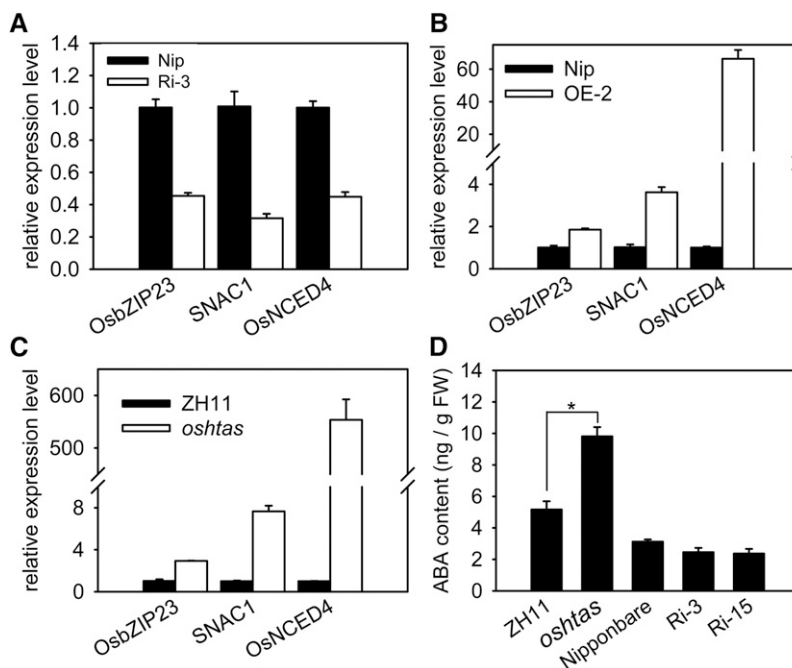 A
relative expression level
1.4
1.2
1.0
0.8
0.6
0.4
0.2
0.0
Nip
Ri-3
OsbZIP23
SNAC1
OsNCED4
B
relative expression level
60
40
20
4
2
0
Nip
OE-2
OsbZIP23
SNAC1
OsNCED4
C
relative expression level
600
500
8
4
0
ZH11
oshtas
OsbZIP23
SNAC1
OsNCED4
D
ABA content (ng / g FW)
14
12
10
8
6
4
2
0
*
ZH11
oshtas
Nipponbare
Ri-3
Ri-15